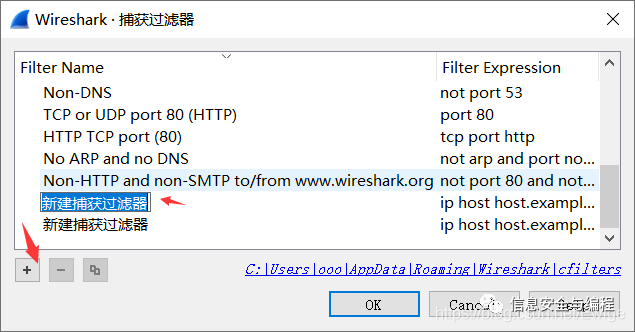 Wireshark · 捕获过滤器
Filter Name Filter Expression
Non-DNS not port 53
TCP or UDP port 80 (HTTP) port 80
HTTP TCP port (80) tcp port http
No ARP and no DNS not arp and port no...
Non-HTTP and non-SMTP to/from www.wireshark.org not port 80 and not...
新建捕获过滤器 ip host host.exampl...
新建捕获过滤器 ip host host.exampl...
C:\Users\ooo\AppData\Roaming\Wireshark\cfilters
OK Cancel
信息安全与编程